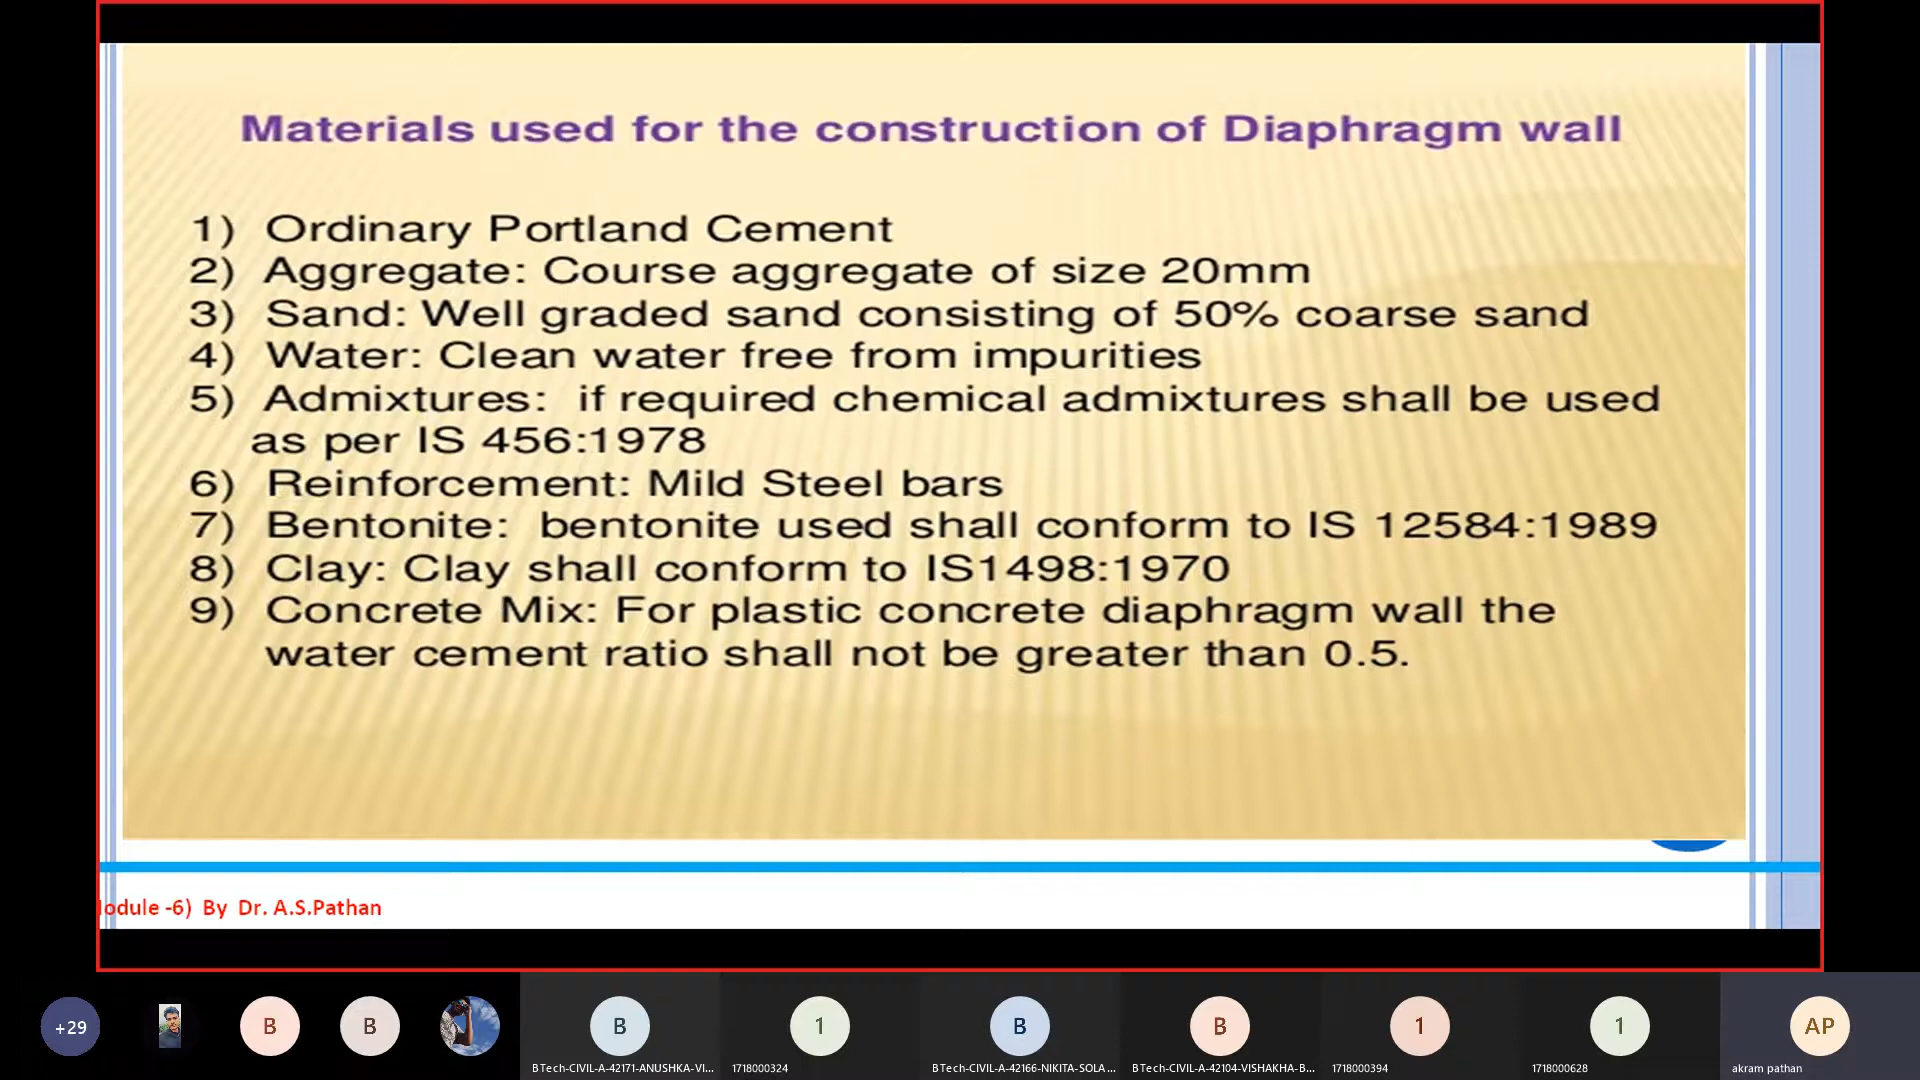 Materials used for the construction of Diaphragm wall
1) Ordinary Portland Cement
2) Aggregate: Course aggregate of size 20mm
3) Sand: Well graded sand consisting of 50% coarse sand
4) Water: Clean water free from impurities
5) Admixtures: if required chemical admixtures shall be used
as per IS 456:1978
6) Reinforcement: Mild Steel bars
7) Bentonite: bentonite used shall conform to IS 12584:1989
8) Clay: Clay shall conform to IS1498:1970
9) Concrete Mix: For plastic concrete diaphragm wall the
water cement ratio shall not be greater than 0.5.
odule -6) By Dr. A.S.Pathan
+29
B
B
B
1
B
B
1
1
AP
BTech-CIVIL-A-42171-ANUSHKA-VI...
1718000324
BTech-CIVIL-A-42166-NIKITA-SOLA...
BTech-CIVIL-A-42104-VISHAKHA-B...
1718000394
1718000628
akram pathan